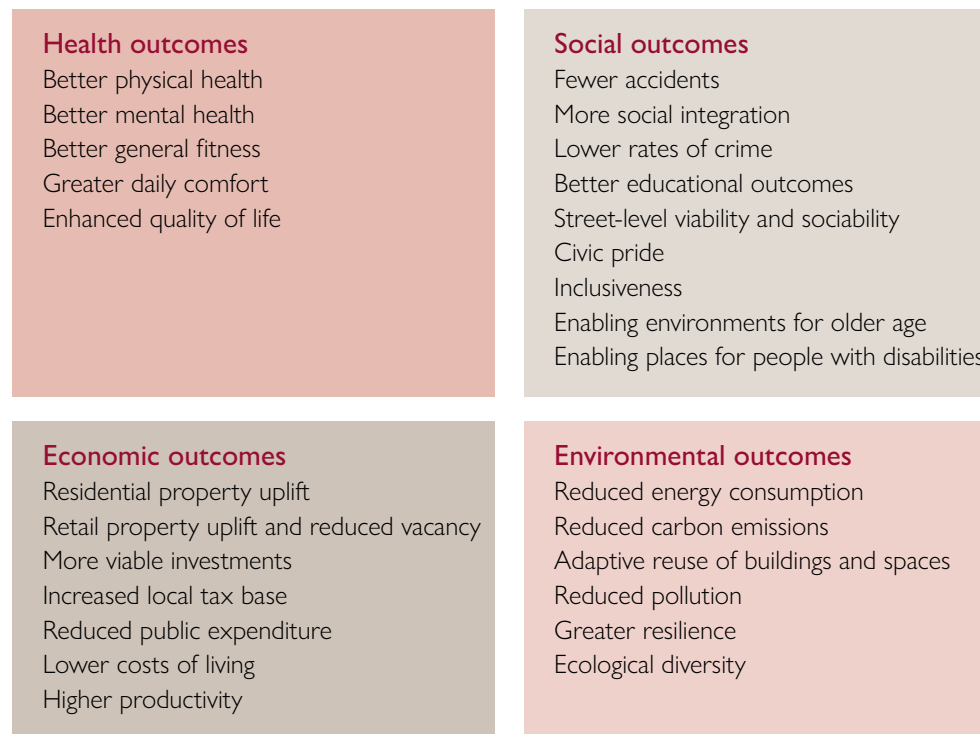 Health outcomes
Better physical health
Better mental health
Better general fitness
Greater daily comfort
Enhanced quality of life
Social outcomes
Fewer accidents
More social integration
Lower rates of crime
Better educational outcomes
Street-level viability and sociability
Civic pride
Inclusiveness
Enabling environments for older age
Enabling places for people with disabilities
Economic outcomes
Residential property uplift
Retail property uplift and reduced vacancy
More viable investments
Increased local tax base
Reduced public expenditure
Lower costs of living
Higher productivity
Environmental outcomes
Reduced energy consumption
Reduced carbon emissions
Adaptive reuse of buildings and spaces
Reduced pollution
Greater resilience
Ecological diversity